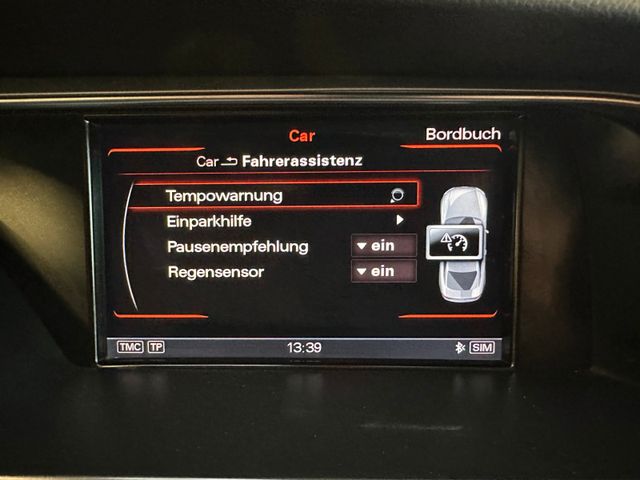 Car
Bordbuch
Car Fahrerassistenz
Tempowarnung
Einparkhilfe
Pausenempfehlung ein
Regensensor ein
TMC TP 13:39 SIM